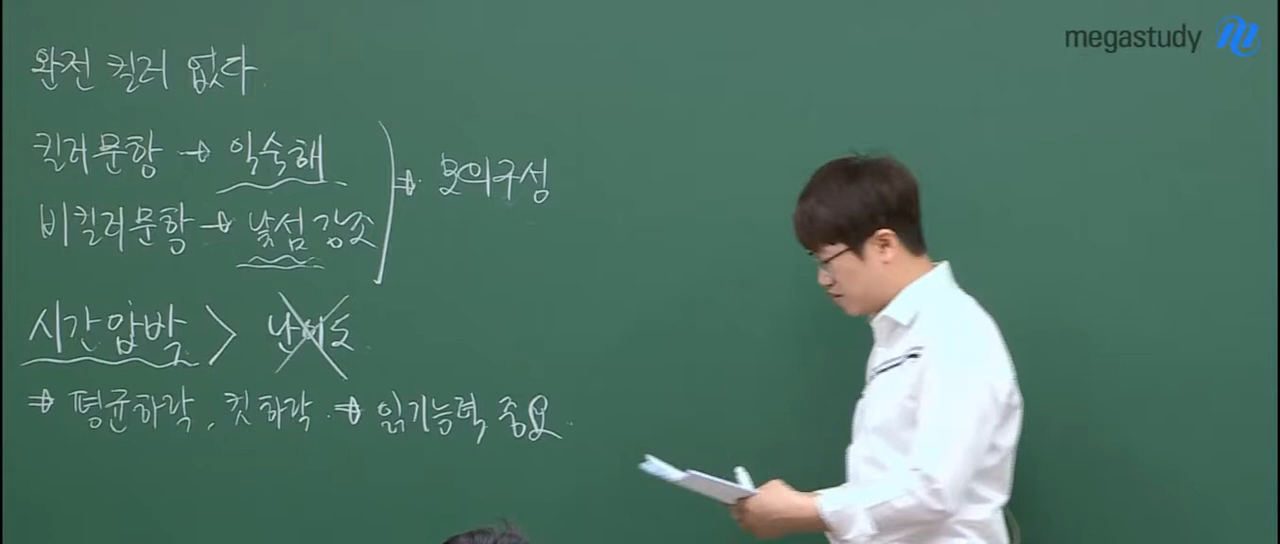 megastudy
완전 킬러 없다.
킬러문항 → 익숙해
비킬러문항 → 낯섦 강조
⇒ 모의구성
시간압박 > 난이도
⇒ 평균하락, 컷하락. ⇒ 읽기능력, 중요.